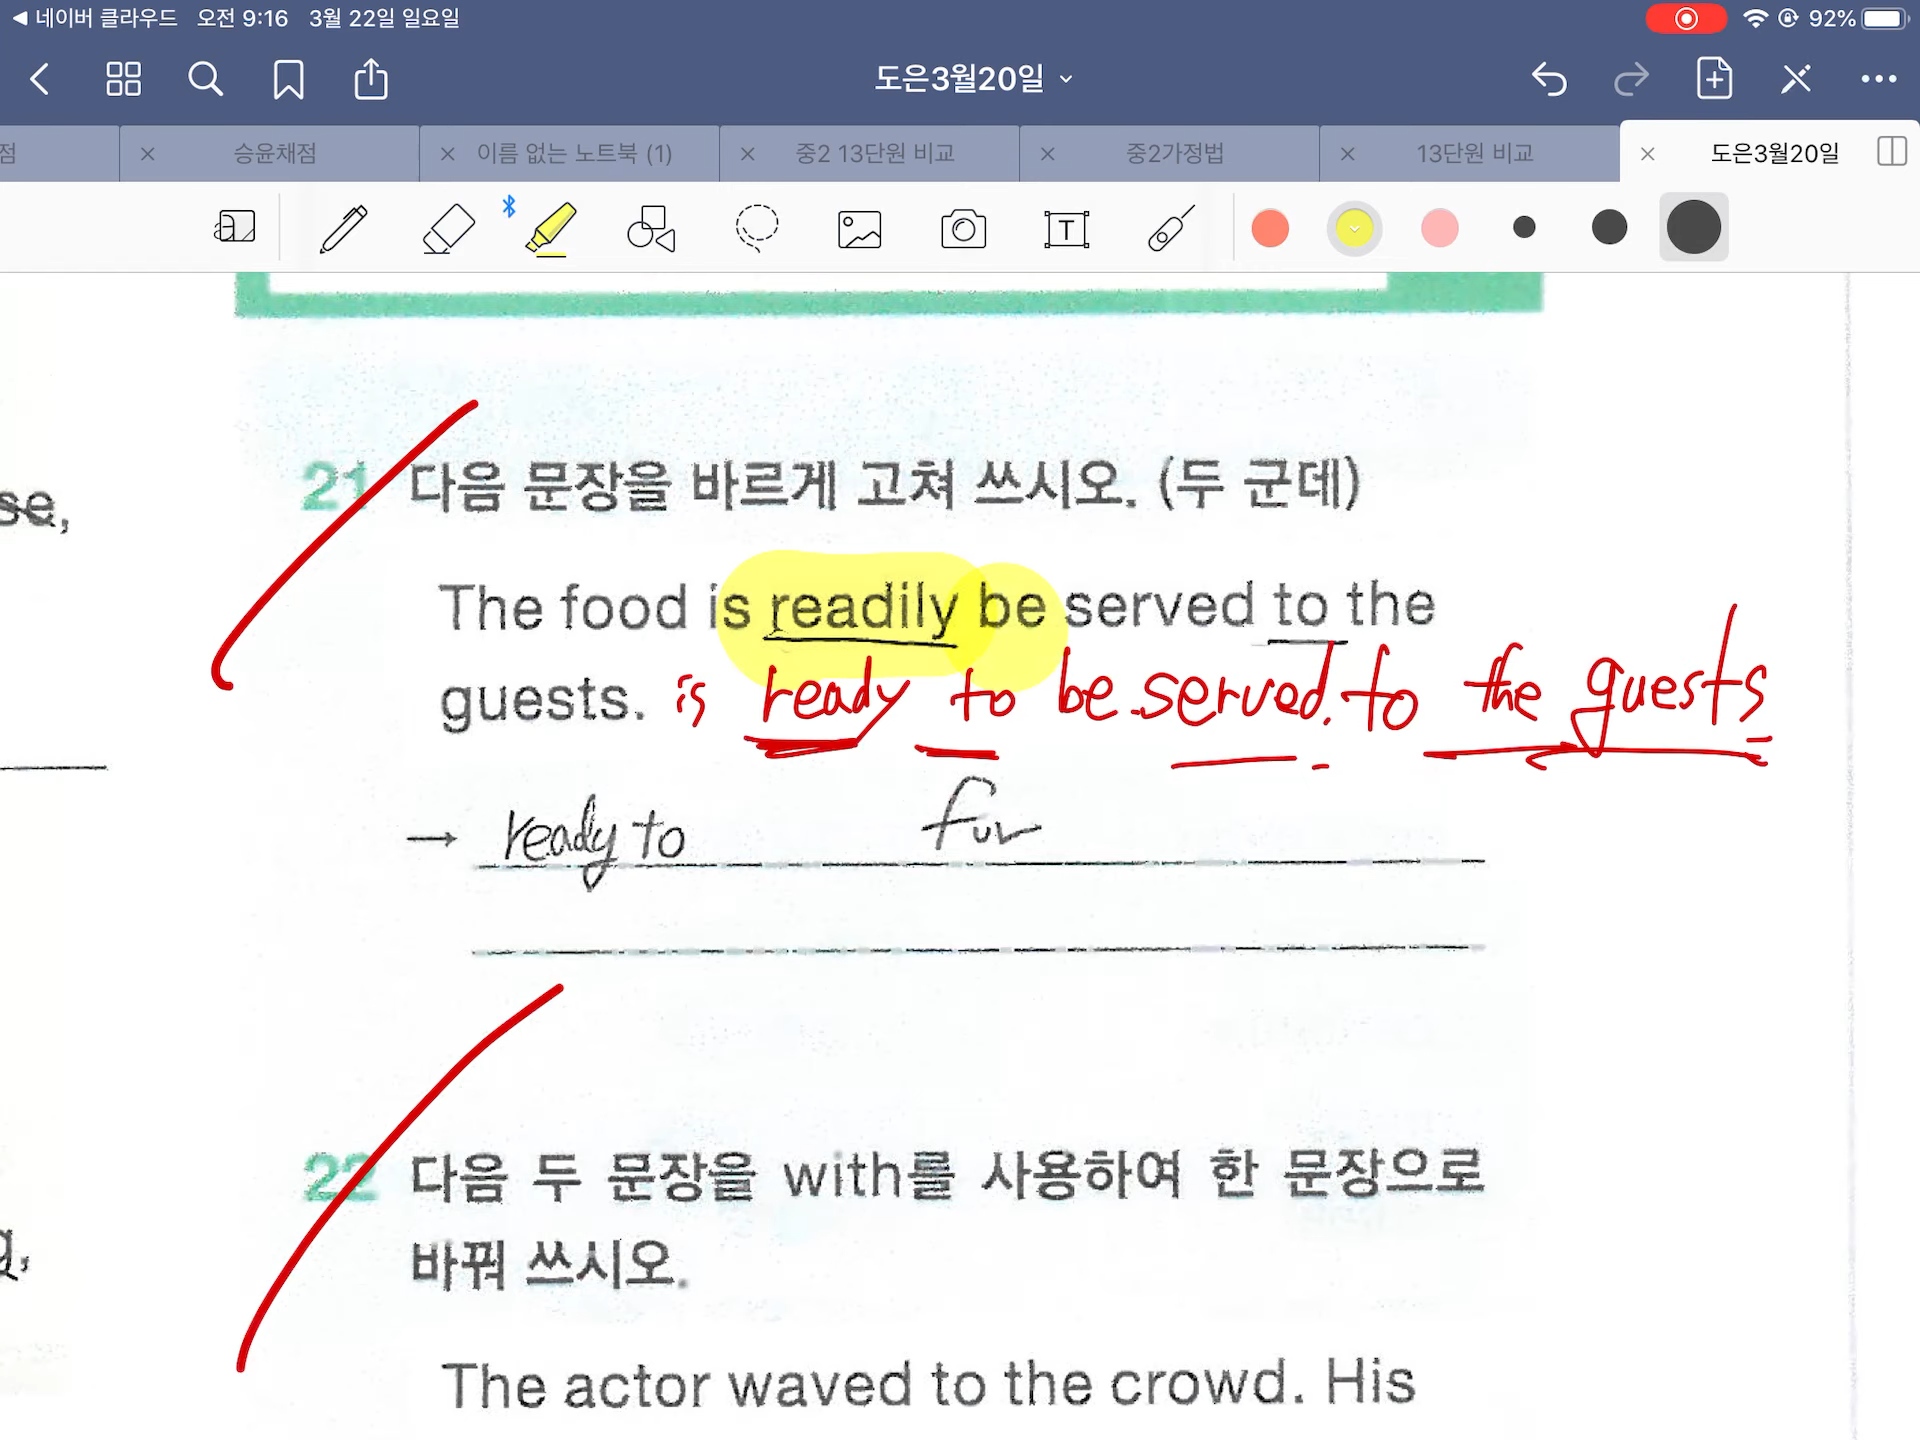 네이버 클라우드 오전 9:16 3월 22일 일요일 92%
도은3월20일
점 승윤채점 이름 없는 노트북 (1) 중2 13단원 비교 중2가정법 13단원 비교 도은3월20일
se,
21 다음 문장을 바르게 고쳐 쓰시오. (두 군데)
The food is readily be served to the
guests. is ready to be served. to the guests
→ ready to for
22 다음 두 문장을 with를 사용하여 한 문장으로
바꿔 쓰시오.
The actor waved to the crowd. His